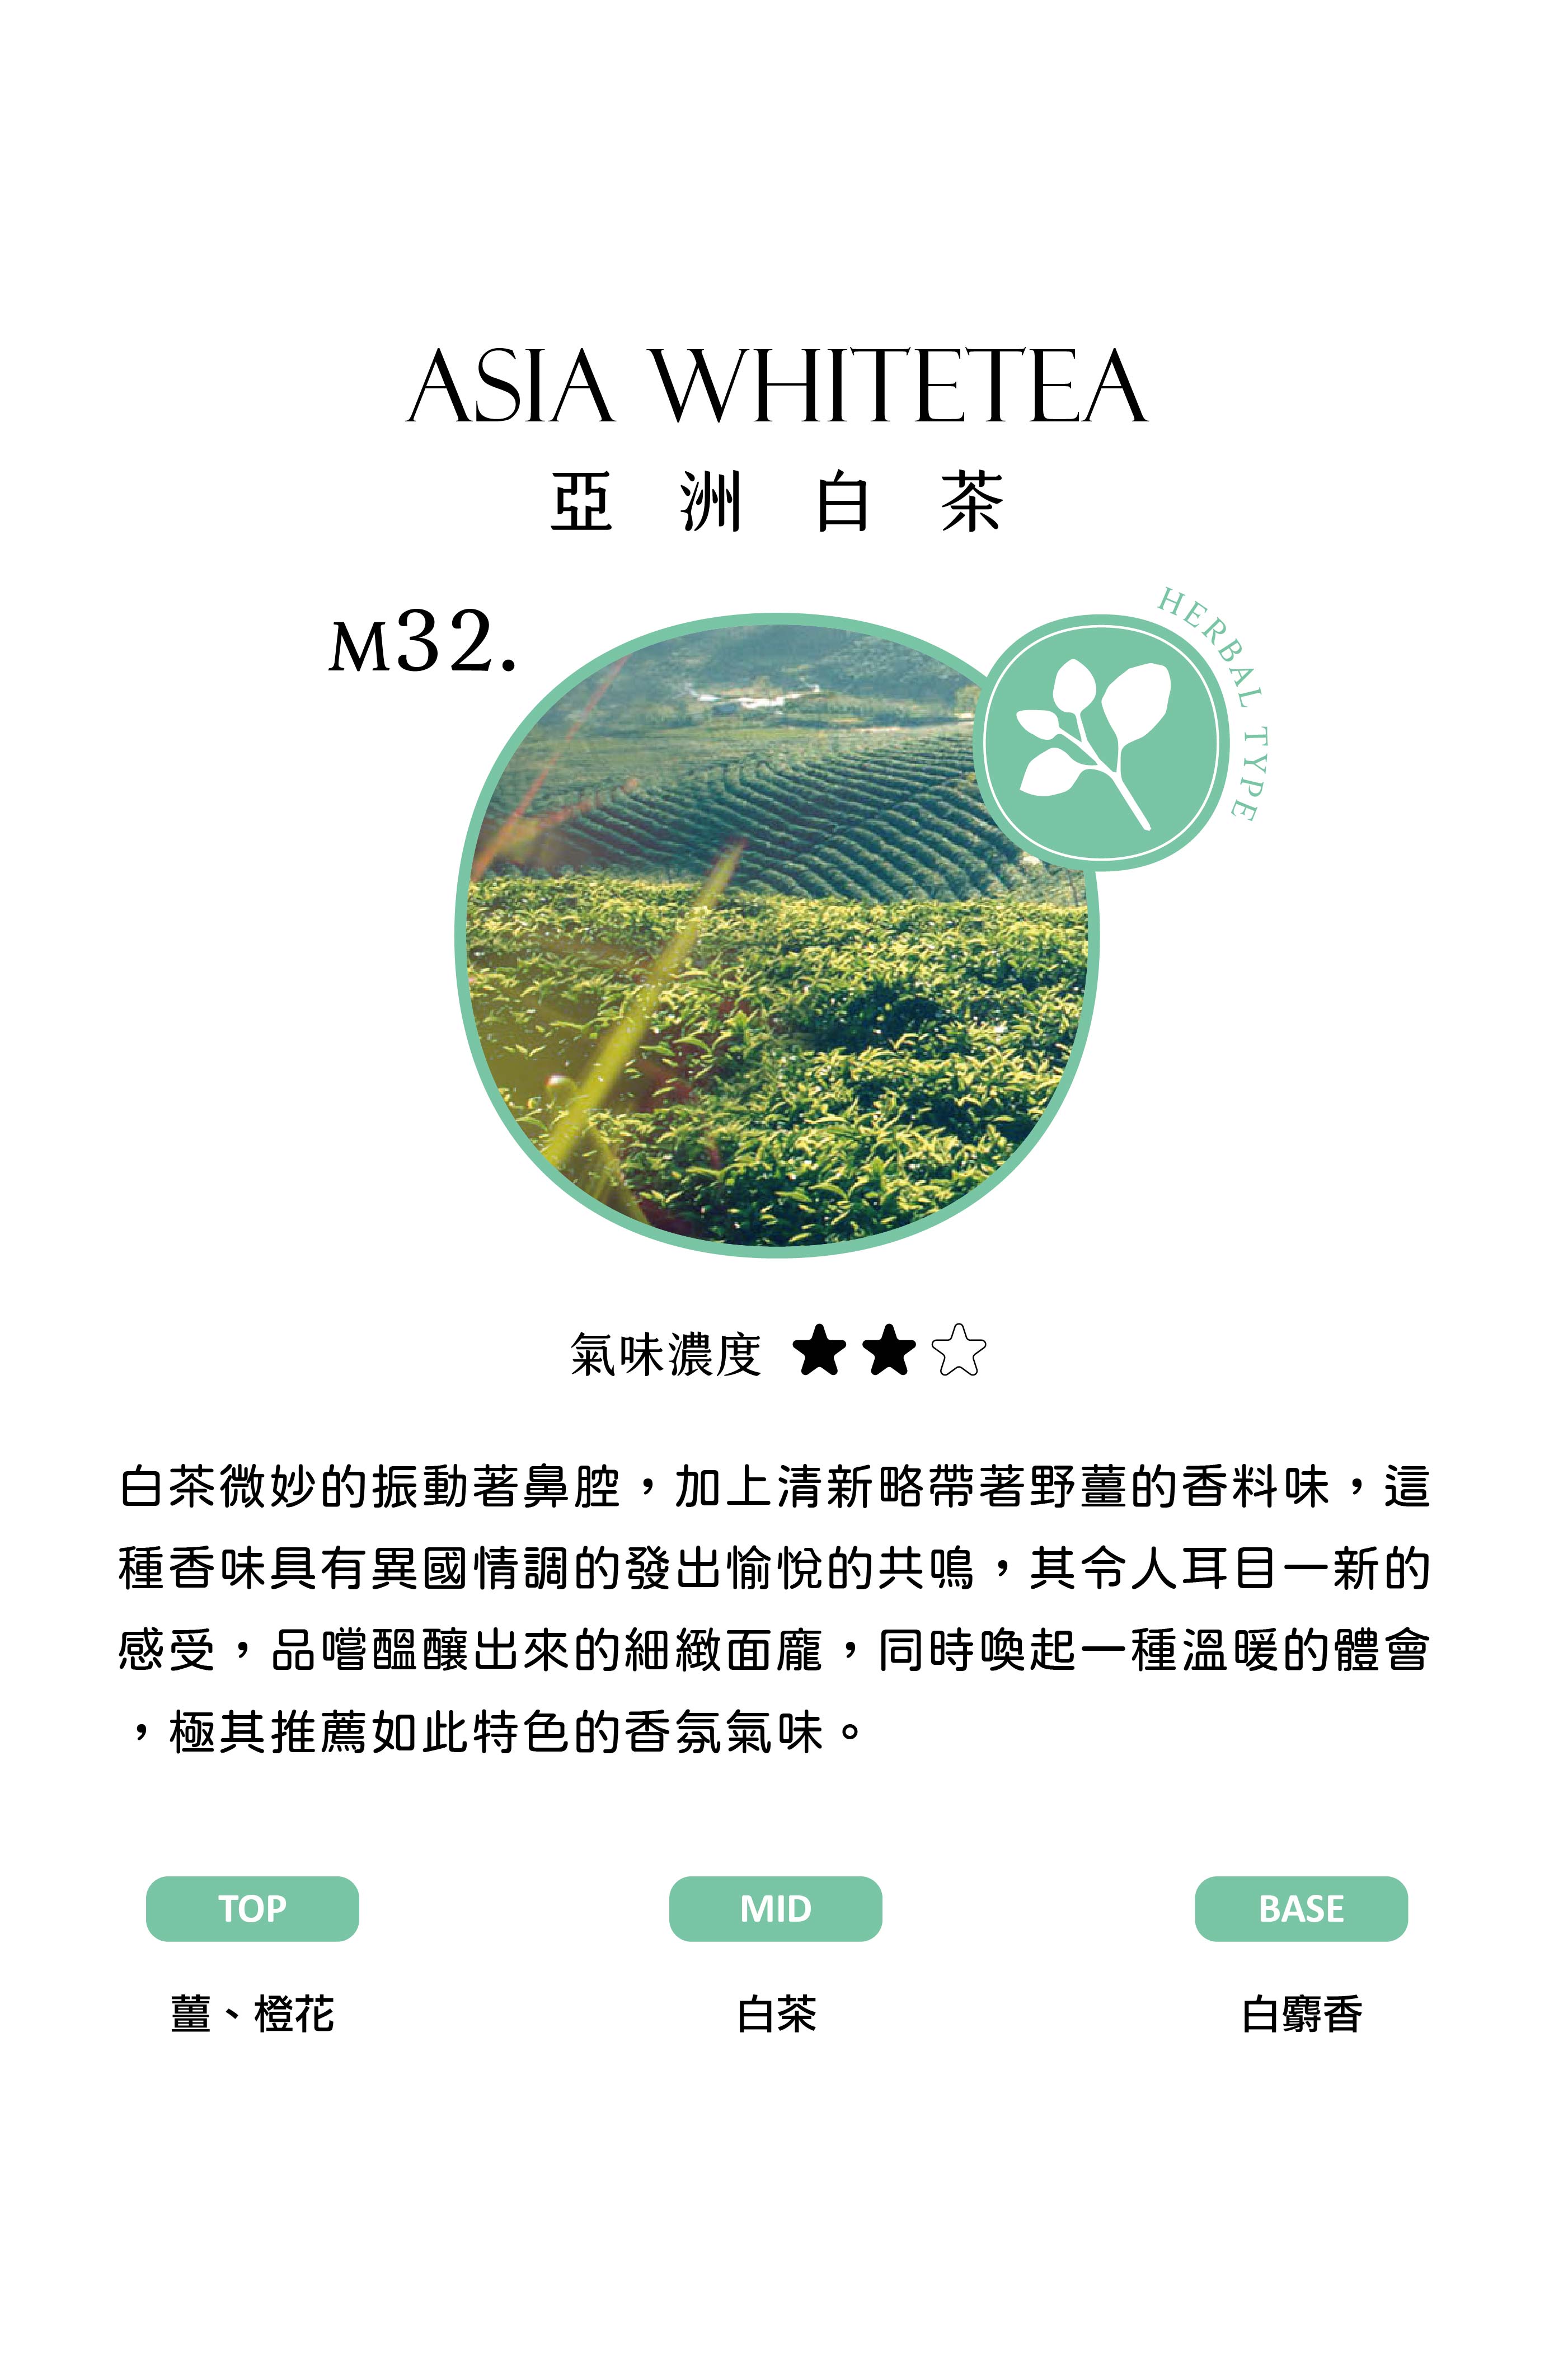 ASIA WHITETEA
亞洲白茶
M32.
HERBAL TYPE
氣味濃度 ★★☆
白茶微妙的振動著鼻腔，加上清新略帶著野薑的香料味，這
種香味具有異國情調的發出愉悅的共鳴，其令人耳目一新的
感受，品嚐醞釀出來的細緻面龐，同時喚起一種溫暖的體會
，極其推薦如此特色的香氛氣味。
TOP MID BASE
薑、橙花 白茶 白麝香